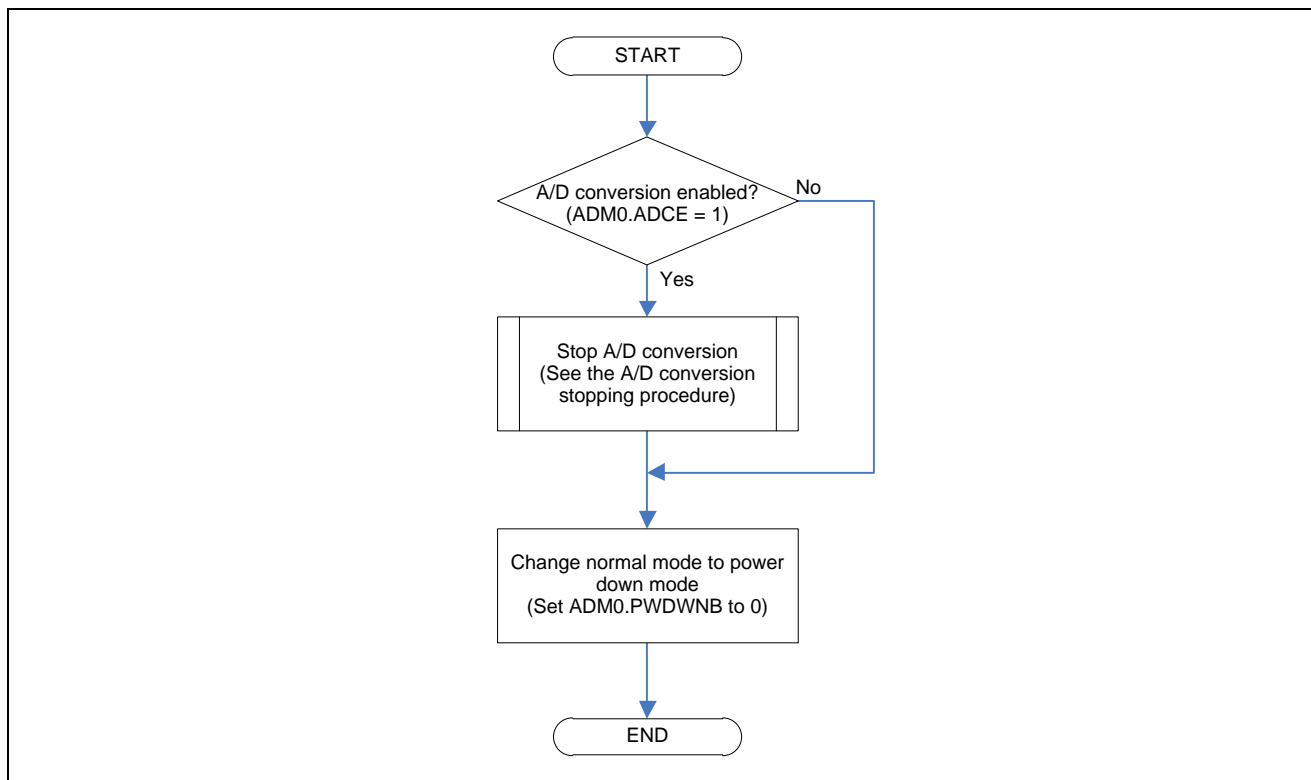 START
A/D conversion enabled?
(ADM0.ADCE = 1)
No
Yes
Stop A/D conversion
(See the A/D conversion
stopping procedure)
Change normal mode to power
down mode
(Set ADM0.PWDWNB to 0)
END